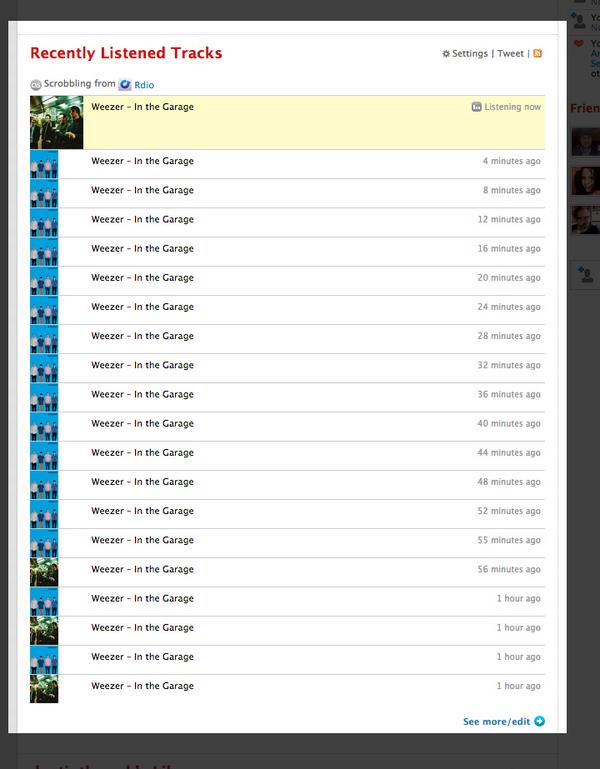 Recently Listened Tracks
Settings | Tweet |
Scrobbling from Rdio
Weezer – In the Garage Listening now
Weezer – In the Garage 4 minutes ago
Weezer – In the Garage 8 minutes ago
Weezer – In the Garage 12 minutes ago
Weezer – In the Garage 16 minutes ago
Weezer – In the Garage 20 minutes ago
Weezer – In the Garage 24 minutes ago
Weezer – In the Garage 28 minutes ago
Weezer – In the Garage 32 minutes ago
Weezer – In the Garage 36 minutes ago
Weezer – In the Garage 40 minutes ago
Weezer – In the Garage 44 minutes ago
Weezer – In the Garage 48 minutes ago
Weezer – In the Garage 52 minutes ago
Weezer – In the Garage 55 minutes ago
Weezer – In the Garage 56 minutes ago
Weezer – In the Garage 1 hour ago
Weezer – In the Garage 1 hour ago
Weezer – In the Garage 1 hour ago
Weezer – In the Garage 1 hour ago
See more/edit